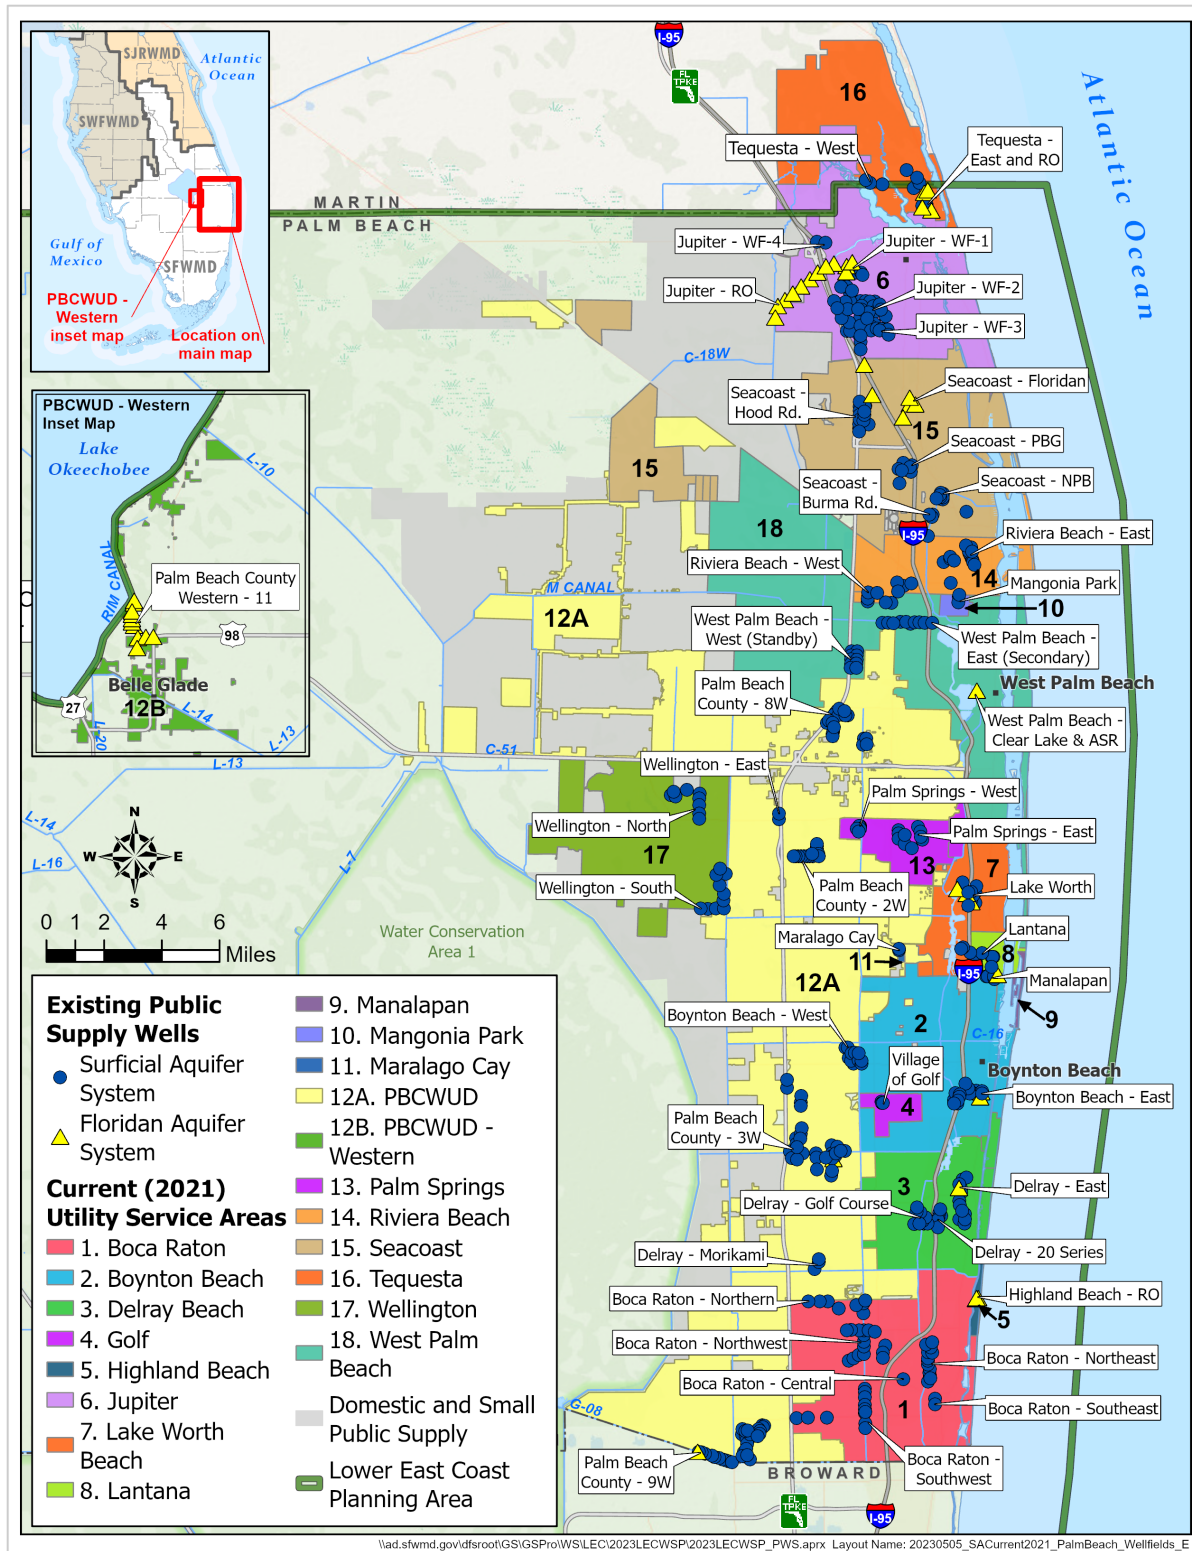 SJRWMD
Atlantic
Ocean
SWFWMD
Gulf of
Mexico
SFWMD
PBCWUD -
Western
inset map
Location on
main map
I-95
FL
TPKE
16
Atlantic Ocean
Tequesta - West
Tequesta -
East and RO
MARTIN
PALM BEACH
Jupiter - WF-4
Jupiter - WF-1
6
Jupiter - RO
Jupiter - WF-2
Jupiter - WF-3
C-18W
Seacoast -
Hood Rd.
Seacoast - Floridan
15
15
Seacoast - PBG
Seacoast -
Burma Rd.
Seacoast - NPB
18
I-95
Riviera Beach - East
Riviera Beach - West
14
Mangonia Park
10
M CANAL
12A
West Palm Beach -
West (Standby)
West Palm Beach -
East (Secondary)
West Palm Beach
Palm Beach
County - 8W
West Palm Beach -
Clear Lake & ASR
PBCWUD - Western
Inset Map
Lake
Okeechobee
L-10
RIM CANAL
Palm Beach County
Western - 11
98
Belle Glade
12B
27
L-14
L-20
L-13
L-13
C-51
Wellington - East
Palm Springs - West
Wellington - North
Palm Springs - East
17
13
7
L-14
L-16
L-7
N
W
E
S
Wellington - South
Palm Beach
County - 2W
Lake Worth
0 2 4 6
Miles
Water Conservation
Area 1
Maralago Cay
11
Lantana
8
I-95
Manalapan
12A
9
Boynton Beach - West
2
C-16
Village
of Golf
Boynton Beach
4
Boynton Beach - East
Palm Beach
County - 3W
3
Delray - East
Delray - Golf Course
Delray - Morikami
Delray - 20 Series
Boca Raton - Northern
Highland Beach - RO
5
Boca Raton - Northwest
Boca Raton - Northeast
Boca Raton - Central
G-08
1
Boca Raton - Southeast
Palm Beach
County - 9W
Boca Raton -
Southwest
BROWARD
FL
TPKE
I-95
Existing Public
Supply Wells
Surficial Aquifer
System
Floridan Aquifer
System
Current (2021)
Utility Service Areas
1. Boca Raton
2. Boynton Beach
3. Delray Beach
4. Golf
5. Highland Beach
6. Jupiter
7. Lake Worth
Beach
8. Lantana
9. Manalapan
10. Mangonia Park
11. Maralago Cay
12A. PBCWUD
12B. PBCWUD -
Western
13. Palm Springs
14. Riviera Beach
15. Seacoast
16. Tequesta
17. Wellington
18. West Palm
Beach
Domestic and Small
Public Supply
Lower East Coast
Planning Area
\\ad.sfwmd.gov\dfsroot\GS\GSPro\WS\LEC\2023LECWSP\2023LECWSP_PWS.aprx Layout Name: 20230505_SACurrent2021_PalmBeach_Wellfields_E